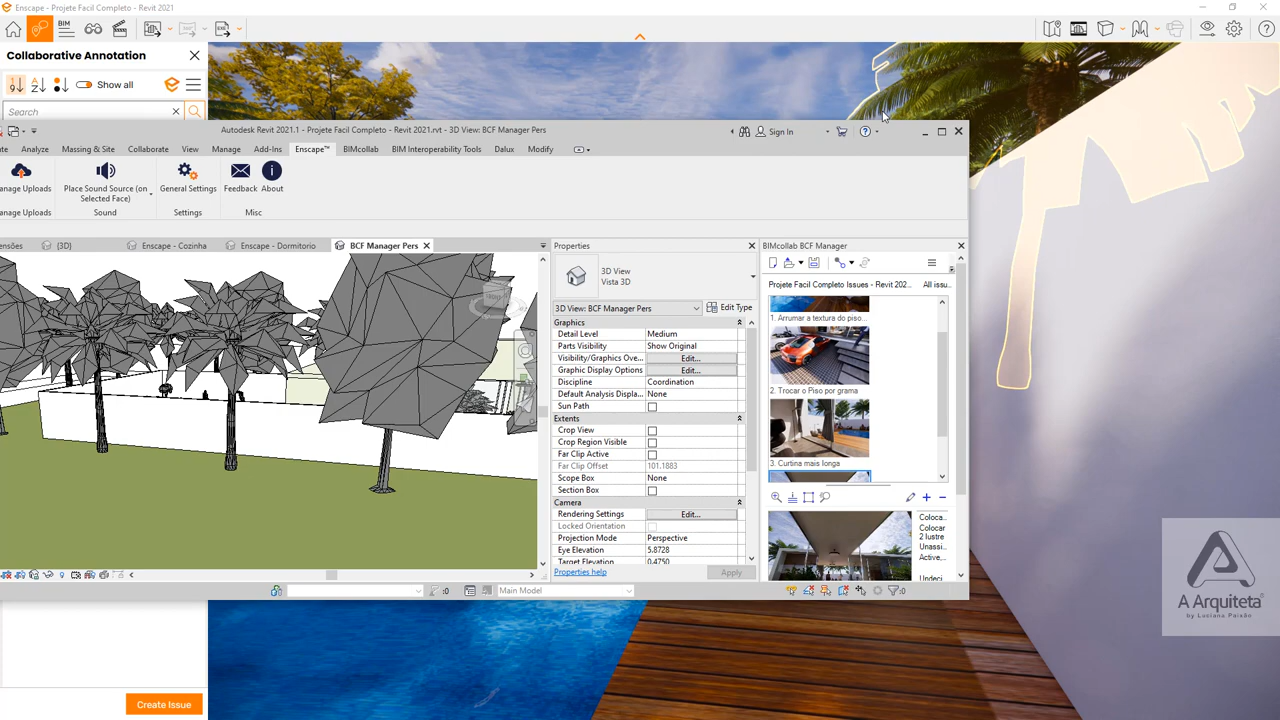 Enscape - Projete Facil Completo - Revit 2021
BIM
Collaborative Annotation
Show all
Search
Autodesk Revit 2021.1 - Projete Facil Completo - Revit 2021.rvt - 3D View: BCF Manager Pers
Sign In
Analyze Massing & Site Collaborate View Manage Add-Ins Enscape™ BIMcollab BIM Interoperability Tools Dalux Modify
anage Uploads
Place Sound Source (on
Selected Face)
General Settings
Feedback
About
anage Uploads
Sound
Settings
Misc
ensões
{3D}
Enscape - Cozinha
Enscape - Dormitorio
BCF Manager Pers
Properties
3D View
Vista 3D
3D View: BCF Manager Pers
Edit Type
Graphics
Detail Level Medium
Parts Visibility Show Original
Visibility/Graphics Ove... Edit...
Graphic Display Options Edit...
Discipline Coordination
Default Analysis Displa... None
Sun Path
Extents
Crop View
Crop Region Visible
Far Clip Active
Far Clip Offset 101.1883
Scope Box None
Section Box
Camera
Rendering Settings Edit...
Locked Orientation
Projection Mode Perspective
Eye Elevation 5.8728
Target Elevation 0.4750
Properties help
Apply
BIMcollab BCF Manager
Projete Facil Completo Issues - Revit 202...
All issu...
1. Arrumar a textura do piso...
2. Trocar o Piso por grama
3. Curtina mais longa
Coloca...
Colocar
2 lustre
Unassi...
Active,...
Undeci
:0
Main Model
:0
Create Issue
A Arquiteta
by Luciana Paixão